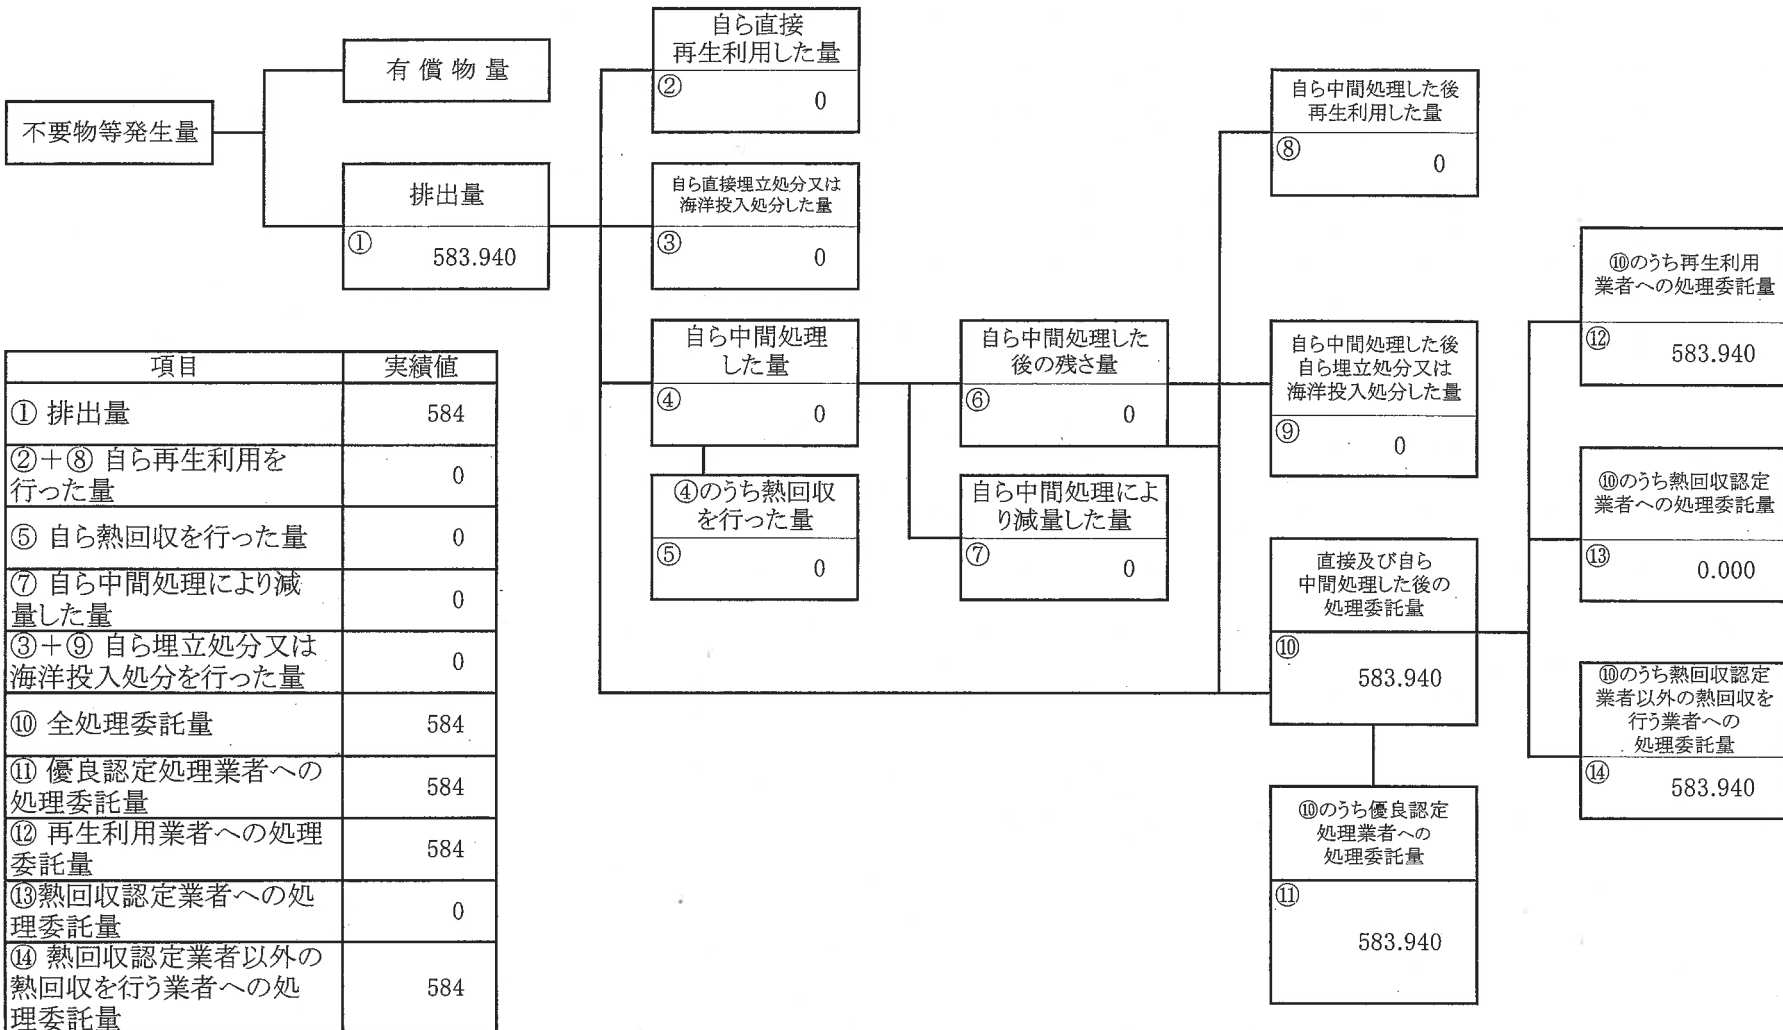 不要物等発生量
有償物量
排出量
①
583.940
自ら直接
再生利用した量
②
0
自ら直接埋立処分又は
海洋投入処分した量
③
0
自ら中間処理
した量
④
0
④のうち熱回収
を行った量
⑤
0
自ら中間処理した
後の残さ量
⑥
0
自ら中間処理によ
り減量した量
⑦
0
自ら中間処理した後
再生利用した量
⑧
0
自ら中間処理した後
自ら埋立処分又は
海洋投入処分した量
⑨
0
直接及び自ら
中間処理した後の
処理委託量
⑩
583.940
⑩のうち優良認定
処理業者への
処理委託量
⑪
583.940
⑩のうち再生利用
業者への処理委託量
⑫
583.940
⑩のうち熱回収認定
業者への処理委託量
⑬
0.000
⑩のうち熱回収認定
業者以外の熱回収を
行う業者への
処理委託量
⑭
583.940
項目 実績値
① 排出量 584
②+⑧ 自ら再生利用を
行った量 0
⑤ 自ら熱回収を行った量 0
⑦ 自ら中間処理により減
量した量 0
③+⑨ 自ら埋立処分又は
海洋投入処分を行った量 0
⑩ 全処理委託量 584
⑪ 優良認定処理業者への
処理委託量 584
⑫ 再生利用業者への処理
委託量 584
⑬熱回収認定業者への処
理委託量 0
⑭ 熱回収認定業者以外の
熱回収を行う業者への処
理委託量 584